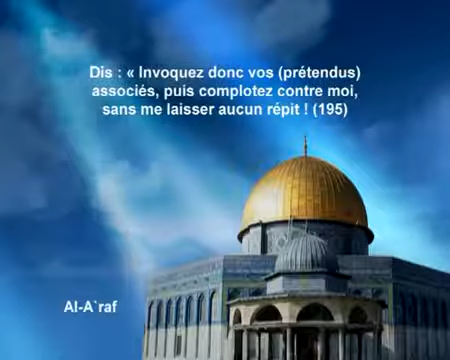 Dis : « Invoquez donc vos (prétendus)
associés, puis complotez contre moi,
sans me laisser aucun répit ! (195)
Al-A`raf